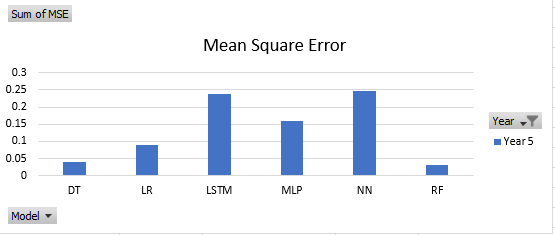 Sum of MSE
Mean Square Error
0.3
0.25
0.2
0.15
0.1
0.05
0
DT LR LSTM MLP NN RF
Year
Year 5
Model